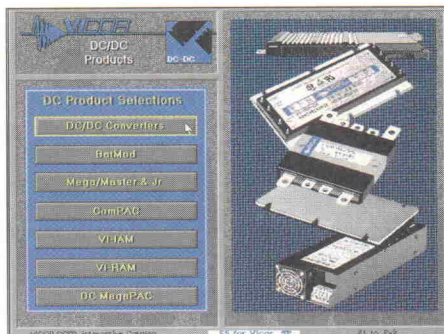 VICOR
DC/DC
Products
DC-DC
DC Product Selections
DC/DC Converters
BatMod
Mega/Master & Jr
ComPAC
VI-IAM
VI-RAM
DC MegaPAC